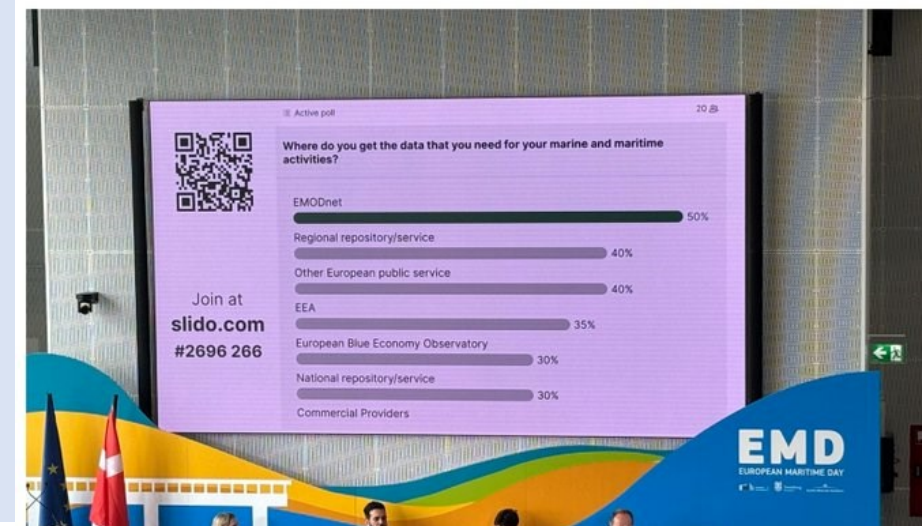 Active poll
20
Where do you get the data that you need for your marine and maritime
activities?
EMODnet
50%
Regional repository/service
40%
Other European public service
40%
EEA
35%
European Blue Economy Observatory
30%
National repository/service
30%
Commercial Providers
Join at
slido.com
#2696 266
EMD
EUROPEAN MARITIME DAY